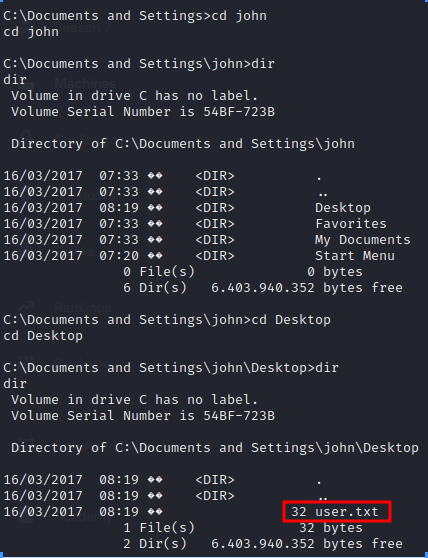 C:\Documents and Settings>cd john
cd john
C:\Documents and Settings\john>dir
dir
 Volume in drive C has no label.
 Volume Serial Number is 54BF-723B
 Directory of C:\Documents and Settings\john
16/03/2017  07:33 ��    <DIR>          .
16/03/2017  07:33 ��    <DIR>          ..
16/03/2017  08:19 ��    <DIR>          Desktop
16/03/2017  07:33 ��    <DIR>          Favorites
16/03/2017  07:33 ��    <DIR>          My Documents
16/03/2017  07:20 ��    <DIR>          Start Menu
               0 File(s)              0 bytes
               6 Dir(s)   6.403.940.352 bytes free
C:\Documents and Settings\john>cd Desktop
cd Desktop
C:\Documents and Settings\john\Desktop>dir
dir
 Volume in drive C has no label.
 Volume Serial Number is 54BF-723B
 Directory of C:\Documents and Settings\john\Desktop
16/03/2017  08:19 ��    <DIR>          .
16/03/2017  08:19 ��    <DIR>          ..
16/03/2017  08:19 ��                32 user.txt
               1 File(s)             32 bytes
               2 Dir(s)   6.403.940.352 bytes free